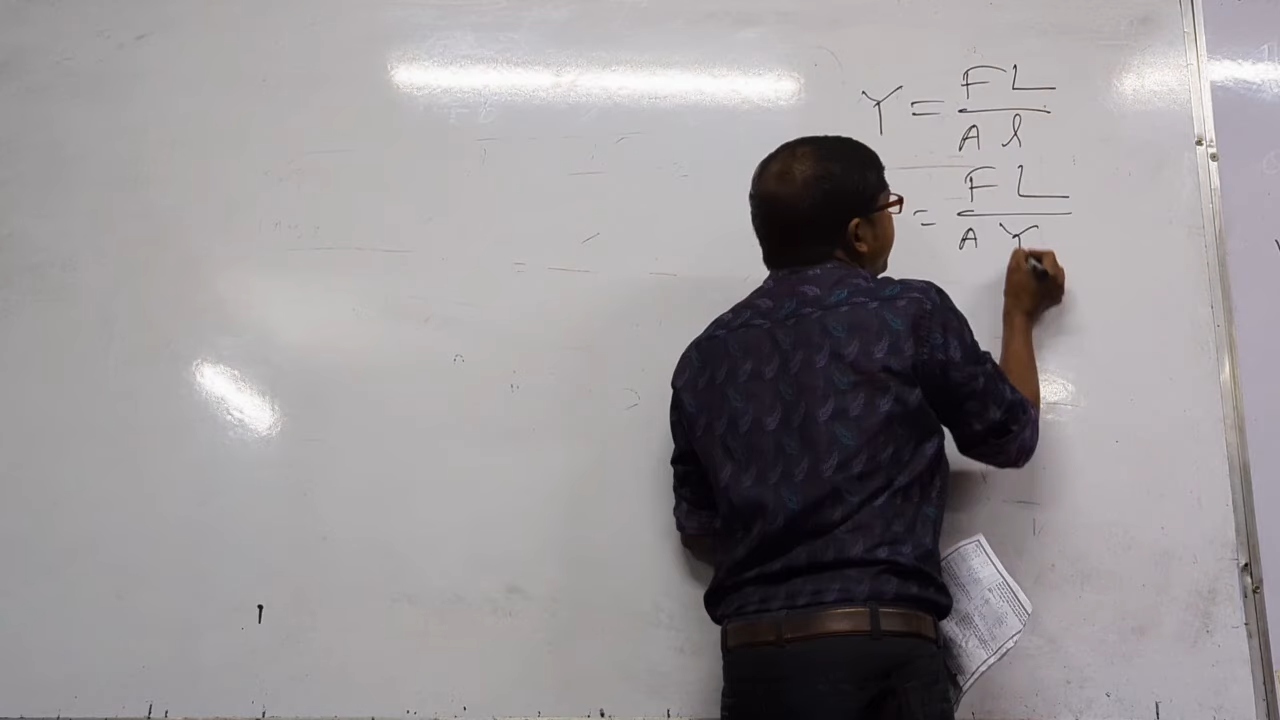 Y = FL / A l
= FL / A Y